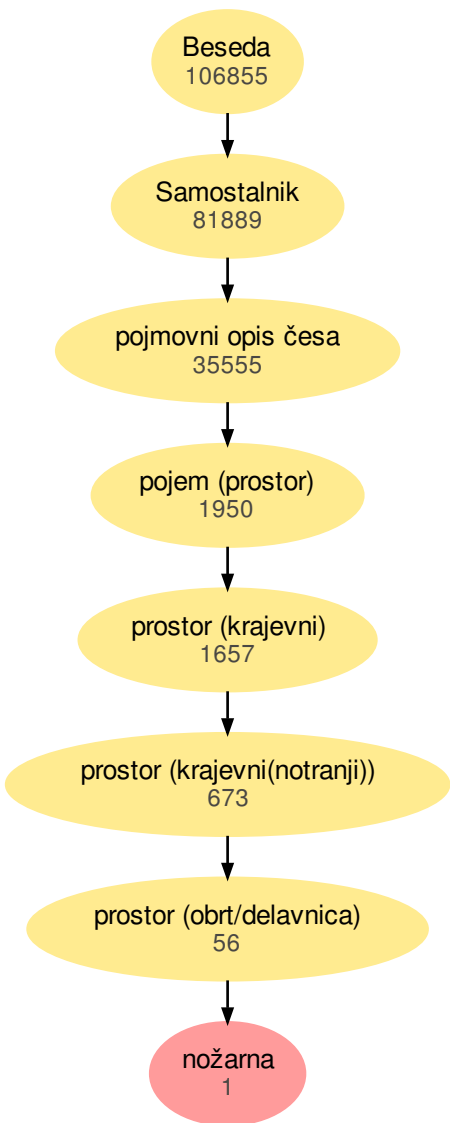 Beseda
106855
Samostalnik
81889
pojmovni opis česa
35555
pojem (prostor)
1950
prostor (krajevni)
1657
prostor (krajevni(notranji))
673
prostor (obrt/delavnica)
56
nožarna
1